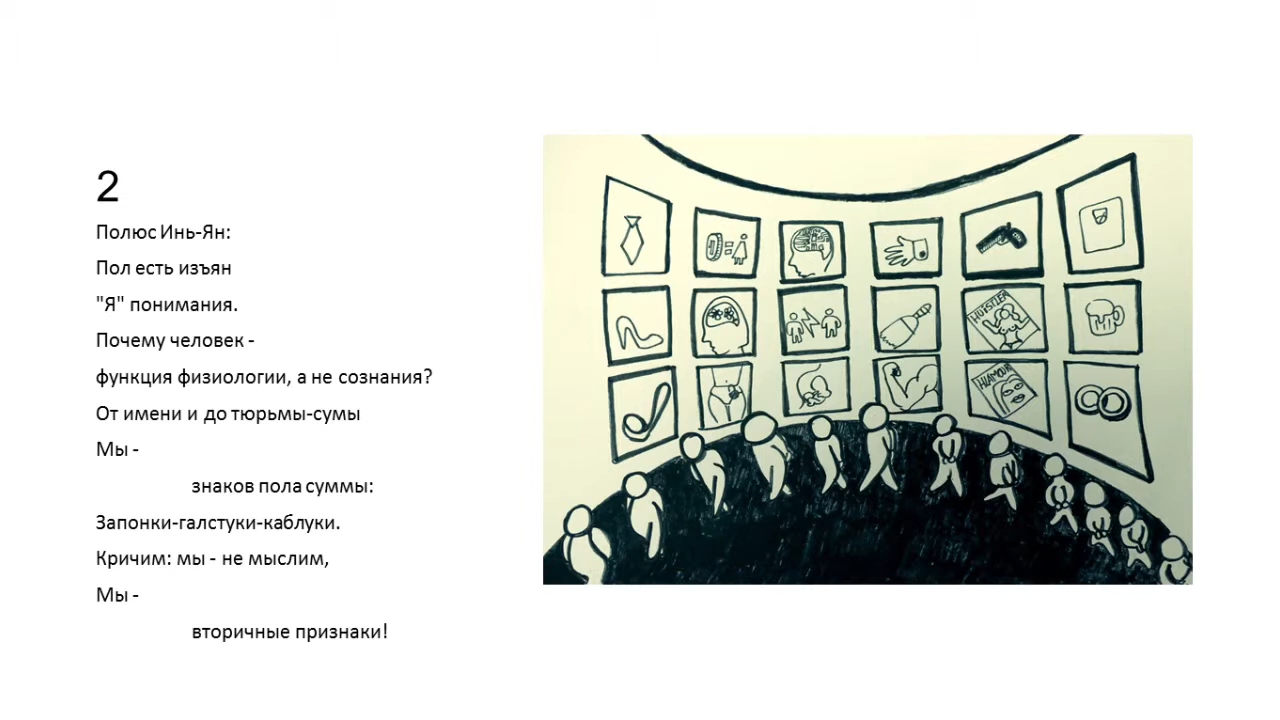 2
Полюс Инь-Ян:
Пол есть изъян
"Я" понимания.
Почему человек -
функция физиологии, а не сознания?
От имени и до тюрьмы-сумы
Мы -
знаков пола суммы:
Запонки-галстуки-каблуки.
Кричим: мы - не мыслим,
Мы -
вторичные признаки!